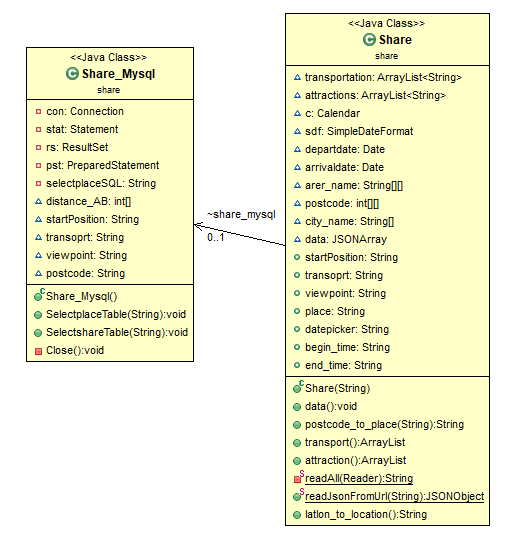 <<Java Class>>
Share_Mysql
share
con: Connection
stat: Statement
rs: ResultSet
pst: PreparedStatement
selectplaceSQL: String
distance_AB: int[]
startPosition: String
transoprt: String
viewpoint: String
postcode: String
Share_Mysql()
SelectplaceTable(String):void
SelectshareTable(String):void
Close():void
~share_mysql
0..1
<<Java Class>>
Share
share
transportation: ArrayList<String>
attractions: ArrayList<String>
c: Calendar
sdf: SimpleDateFormat
departdate: Date
arrivaldate: Date
arer_name: String[][]
postcode: int[][]
city_name: String[]
data: JSONArray
startPosition: String
transoprt: String
viewpoint: String
place: String
datepicker: String
begin_time: String
end_time: String
Share(String)
data():void
postcode_to_place(String):String
transport():ArrayList
attraction():ArrayList
readAll(Reader):String
readJsonFromUrl(String):JSONObject
latlon_to_location():String